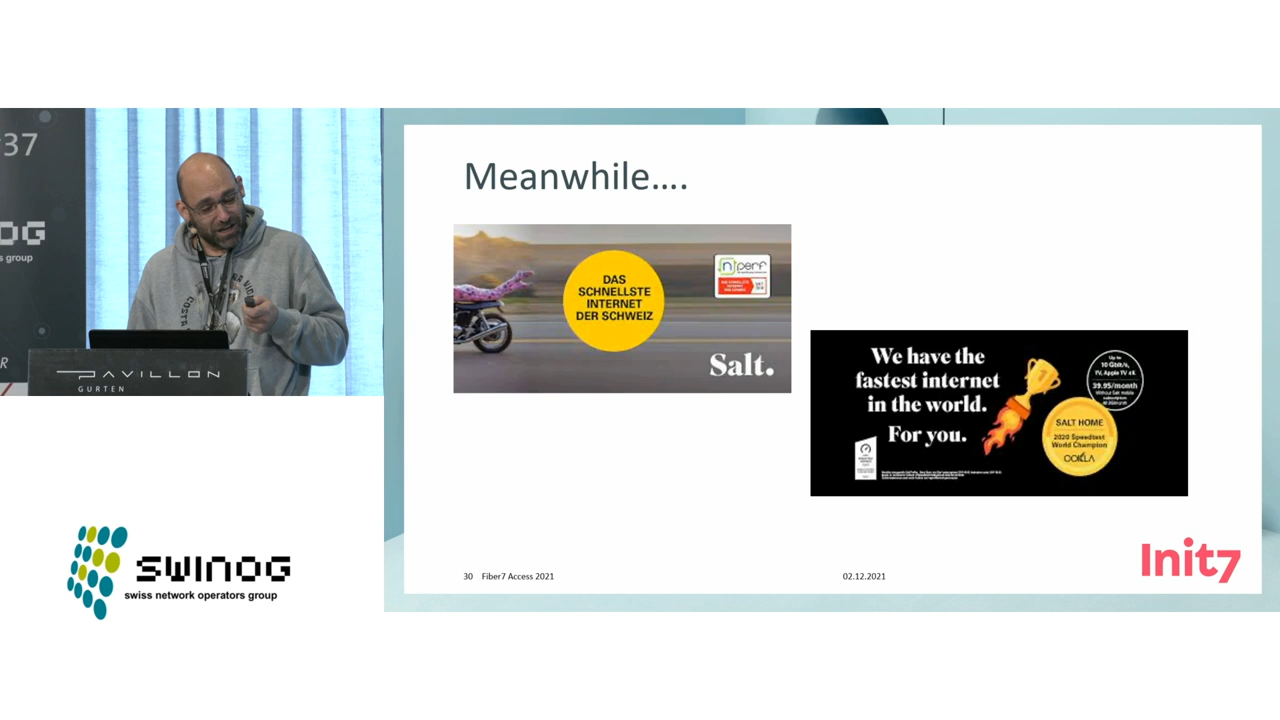 37
OG
s group
R
PAVILLON
GURTEN
SWINOG
swiss network operators group
Meanwhile....
DAS
SCHNELLSTE
INTERNET
DER SCHWEIZ
nperf
Salt.
We have the
fastest internet
in the world.
For you.
Up to
10 Gbit/s,
TV, Apple TV 4K
39.95/month
SALT HOME
2020 Speedtest
World Champion
OOKLA
30 Fiber7 Access 2021
02.12.2021
Init7